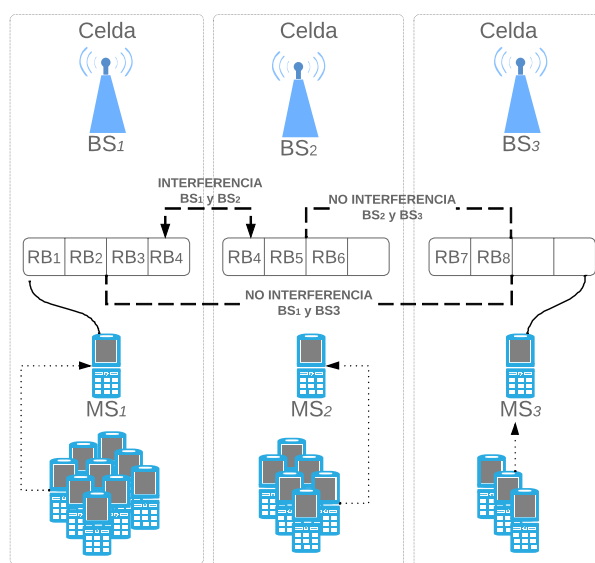 Celda
Celda
Celda
BS1
BS2
BS3
INTERFERENCIA
BS1 y BS2
NO INTERFERENCIA
BS2 y BS3
RB1 RB2 RB3 RB4
RB4 RB5 RB6
RB7 RB8
NO INTERFERENCIA
BS1 y BS3
MS1
MS2
MS3